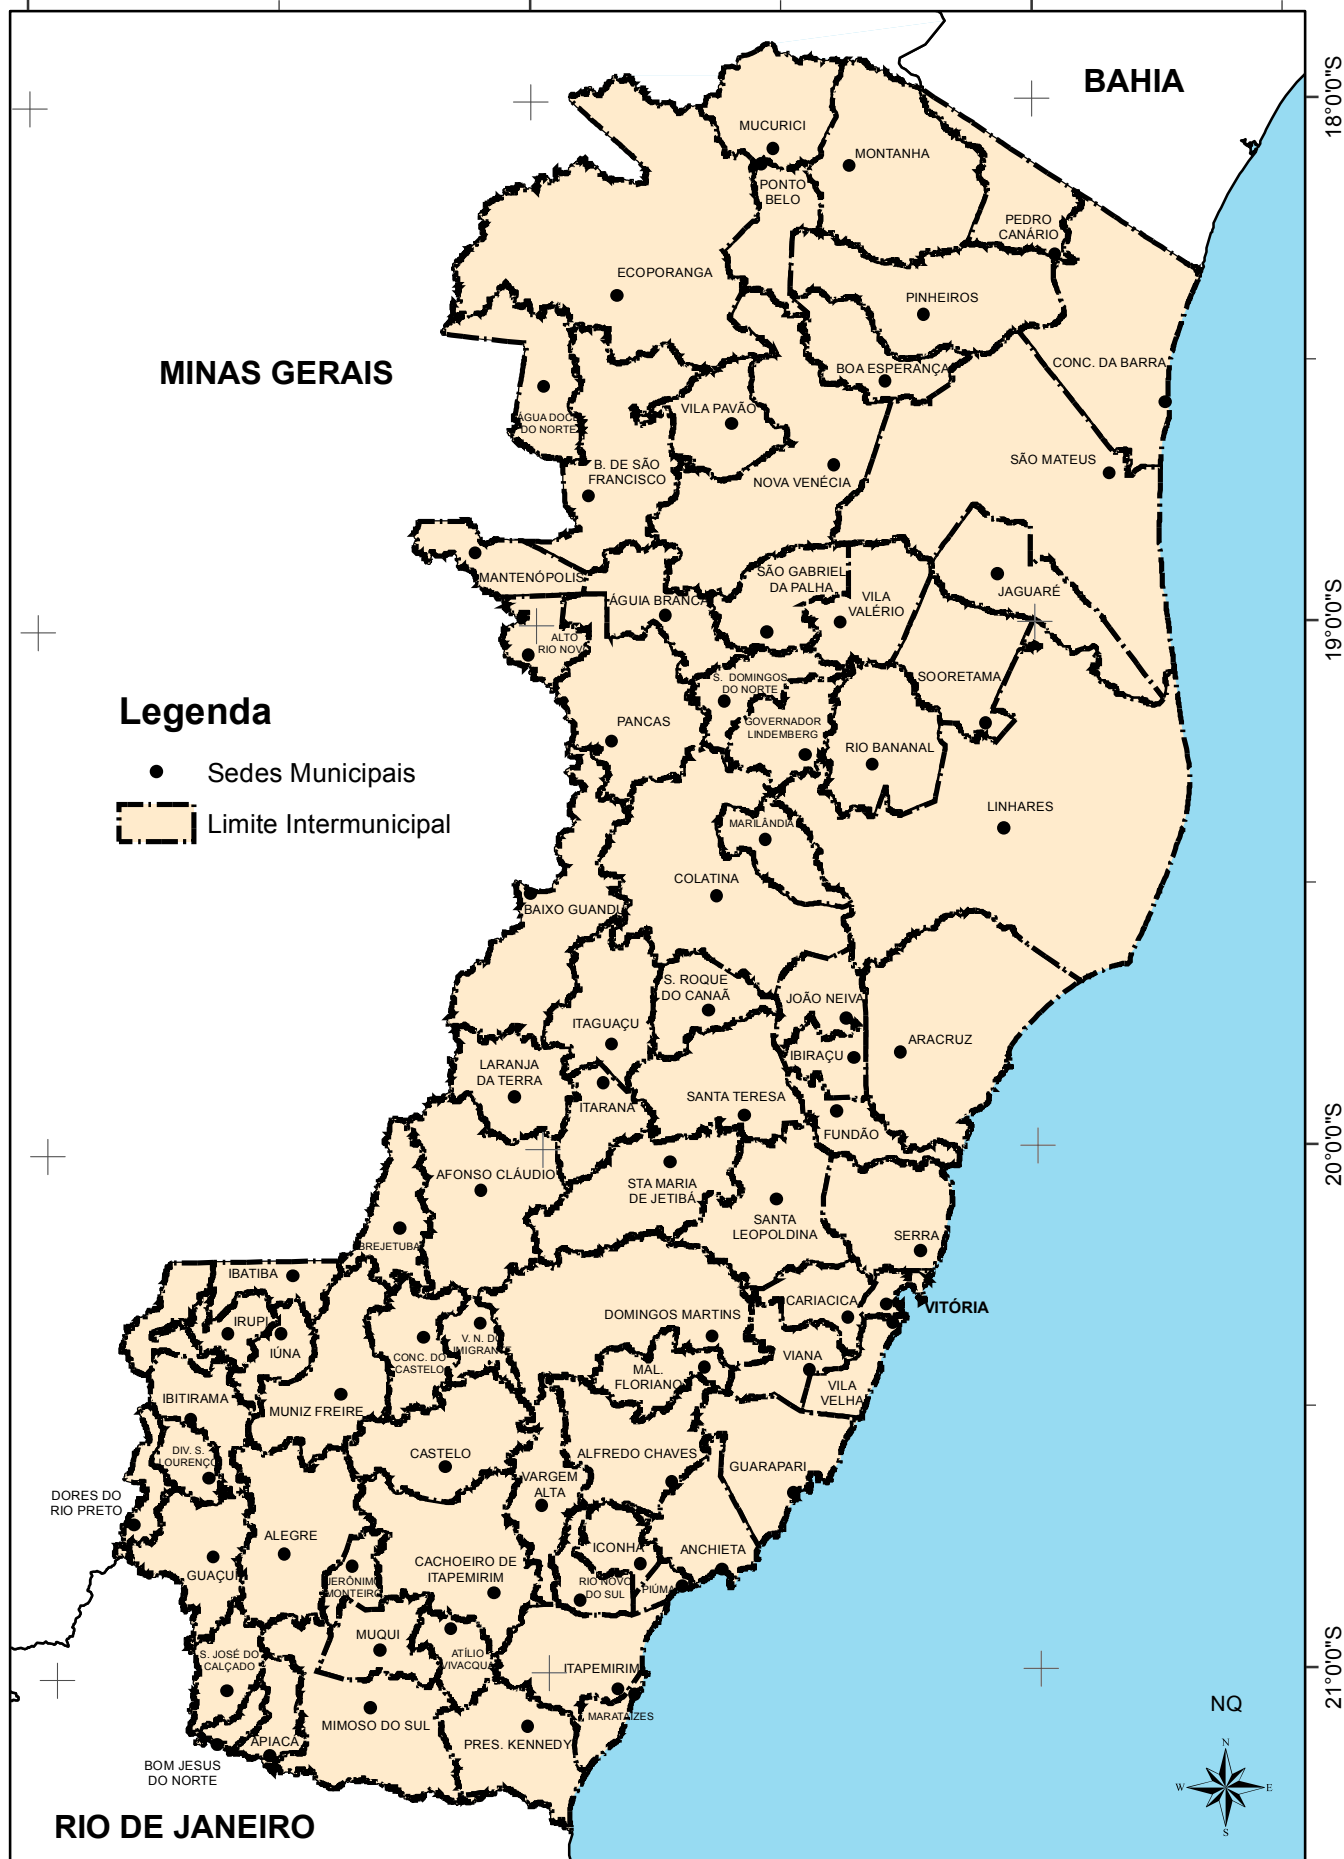 BAHIA
18°0'0"S
MUCURICI
MONTANHA
PONTO
BELO
PEDRO
CANÁRIO
ECOPORANGA
PINHEIROS
MINAS GERAIS
BOA ESPERANÇA
CONC. DA BARRA
ÁGUA DOCE
DO NORTE
VILA PAVÃO
B. DE SÃO
FRANCISCO
NOVA VENÉCIA
SÃO MATEUS
MANTENÓPOLIS
SÃO GABRIEL
DA PALHA
VILA
VALÉRIO
JAGUARÉ
ÁGUIA BRANCA
19°0'0"S
ALTO
RIO NOVO
S. DOMINGOS
DO NORTE
SOORETAMA
Legenda
Sedes Municipais
Limite Intermunicipal
PANCAS
GOVERNADOR
LINDEMBERG
RIO BANANAL
LINHARES
MARILÂNDIA
COLATINA
BAIXO GUANDU
S. ROQUE
DO CANAÃ
JOÃO NEIVA
ITAGUAÇU
IBIRAÇU
ARACRUZ
LARANJA
DA TERRA
ITARANA
SANTA TERESA
FUNDÃO
20°0'0"S
AFONSO CLÁUDIO
STA MARIA
DE JETIBÁ
SANTA
LEOPOLDINA
SERRA
BREJETUBA
IBATIBA
CARIACICA
VITÓRIA
DOMINGOS MARTINS
IRUPI
IÚNA
V. N. DO
IMIGRANTE
CONC. DO
CASTELO
VIANA
MAL.
FLORIANO
VILA
VELHA
IBITIRAMA
MUNIZ FREIRE
DIV. S.
LOURENÇO
CASTELO
ALFREDO CHAVES
GUARAPARI
VARGEM
ALTA
DORES DO
RIO PRETO
ALEGRE
ICONHA
ANCHIETA
GUAÇUI
JERÔNIMO
MONTEIRO
CACHOEIRO DE
ITAPEMIRIM
RIO NOVO
DO SUL
PIÚMA
MUQUI
ATÍLIO
VIVACQUA
S. JOSÉ DO
CALÇADO
ITAPEMIRIM
21°0'0"S
MARATAÍZES
MIMOSO DO SUL
PRES. KENNEDY
APIACÁ
BOM JESUS
DO NORTE
RIO DE JANEIRO
NQ
N
W
E
S